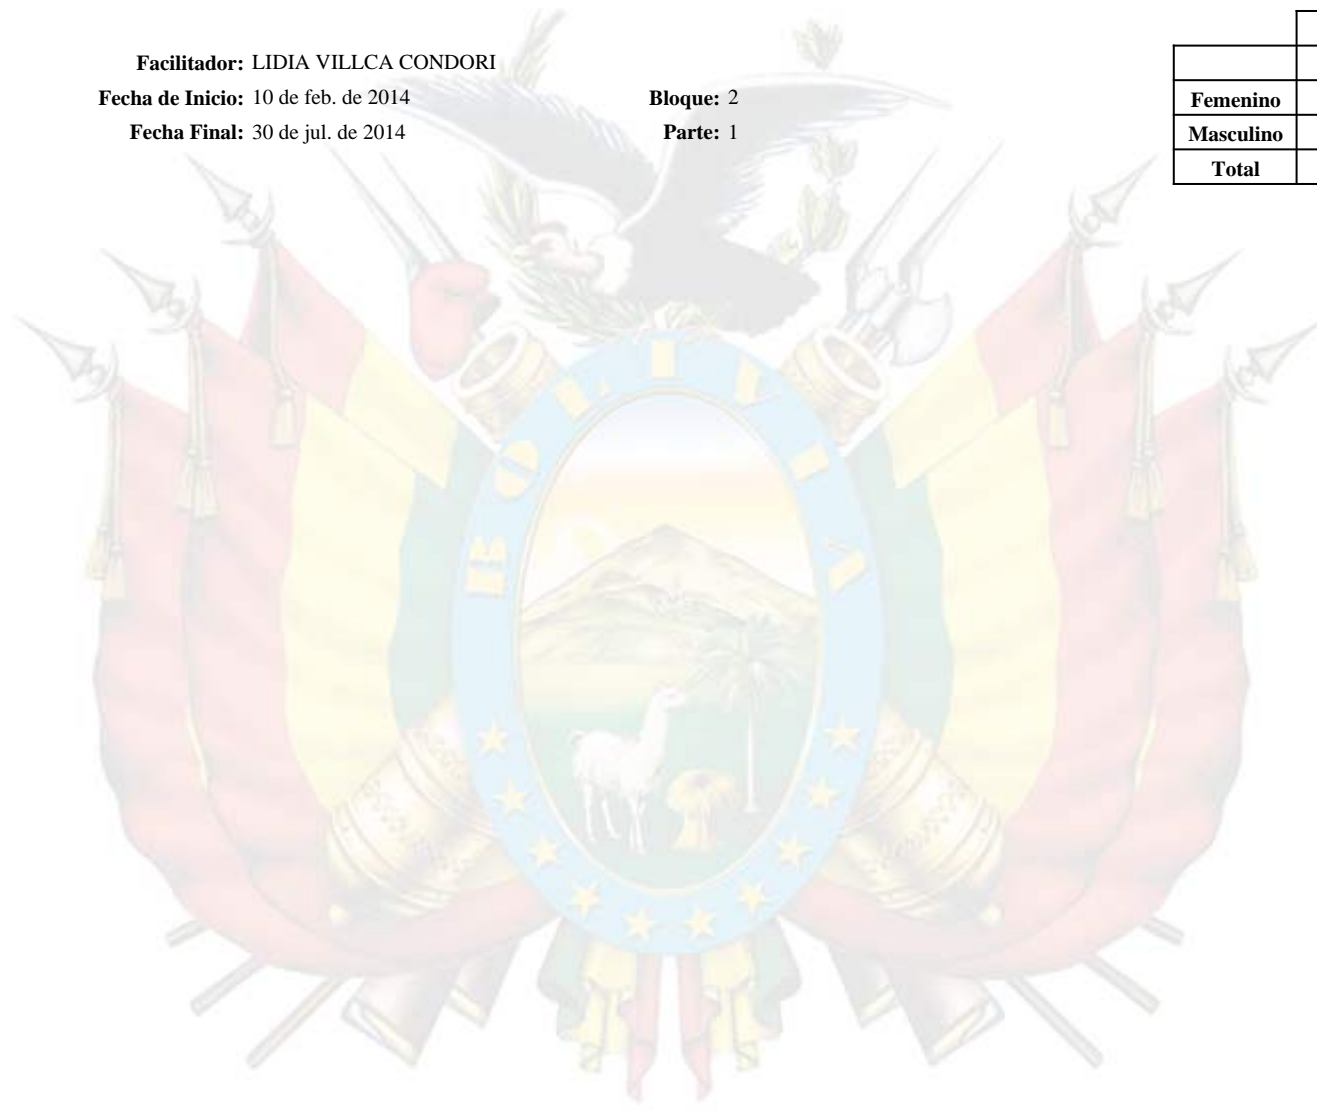 Facilitador: LIDIA VILLCA CONDORI
Fecha de Inicio: 10 de feb. de 2014 Bloque: 2
Fecha Final: 30 de jul. de 2014 Parte: 1
Femenino
Masculino
Total
BOLIVIA